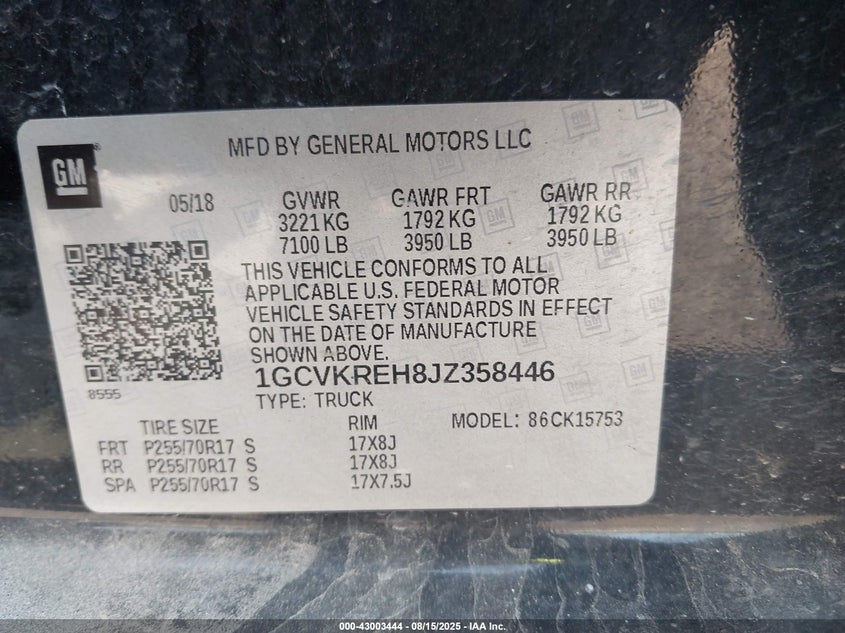 GM
MFD BY GENERAL MOTORS LLC
05/18 GVWR GAWR FRT GAWR RR
3221 KG 1792 KG 1792 KG
7100 LB 3950 LB 3950 LB
THIS VEHICLE CONFORMS TO ALL
APPLICABLE U.S. FEDERAL MOTOR
VEHICLE SAFETY STANDARDS IN EFFECT
ON THE DATE OF MANUFACTURE
SHOWN ABOVE.
1GCVKREH8JZ358446
8555
TYPE: TRUCK
TIRE SIZE RIM MODEL: 86CK15753
FRT P255/70R17 S 17X8J
RR P255/70R17 S 17X8J
SPA P255/70R17 S 17X7.5J
000-43003444 - 08/15/2025 - IAA Inc.